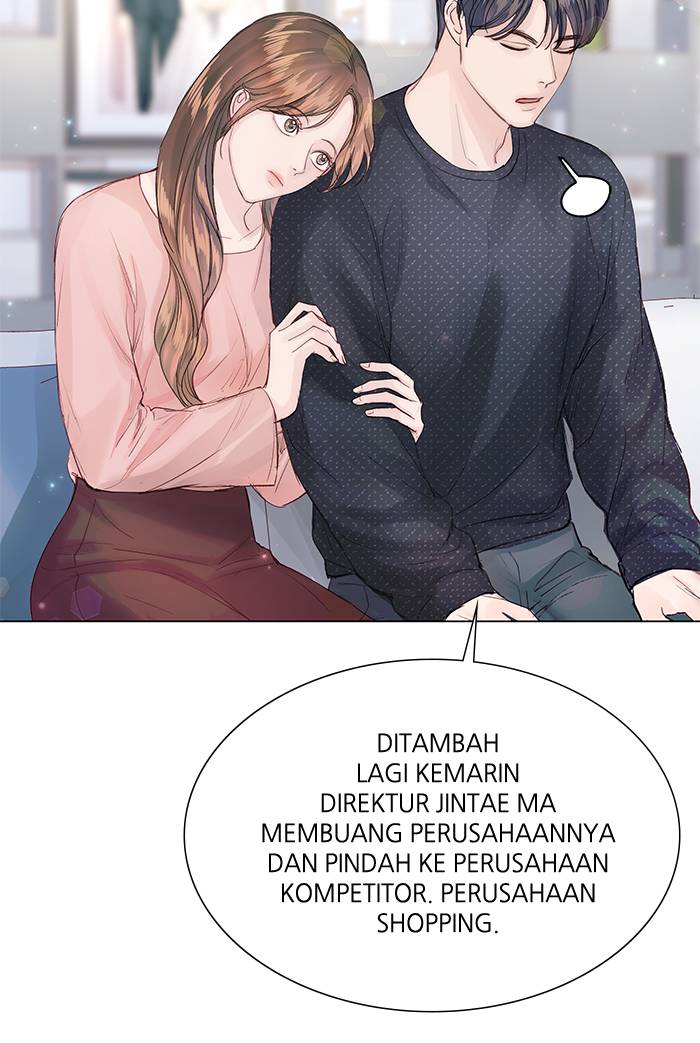 DITAMBAH
LAGI KEMARIN
DIREKTUR JINTAE MA
MEMBUANG PERUSAHAANNYA
DAN PINDAH KE PERUSAHAAN
KOMPETITOR. PERUSAHAAN
SHOPPING.